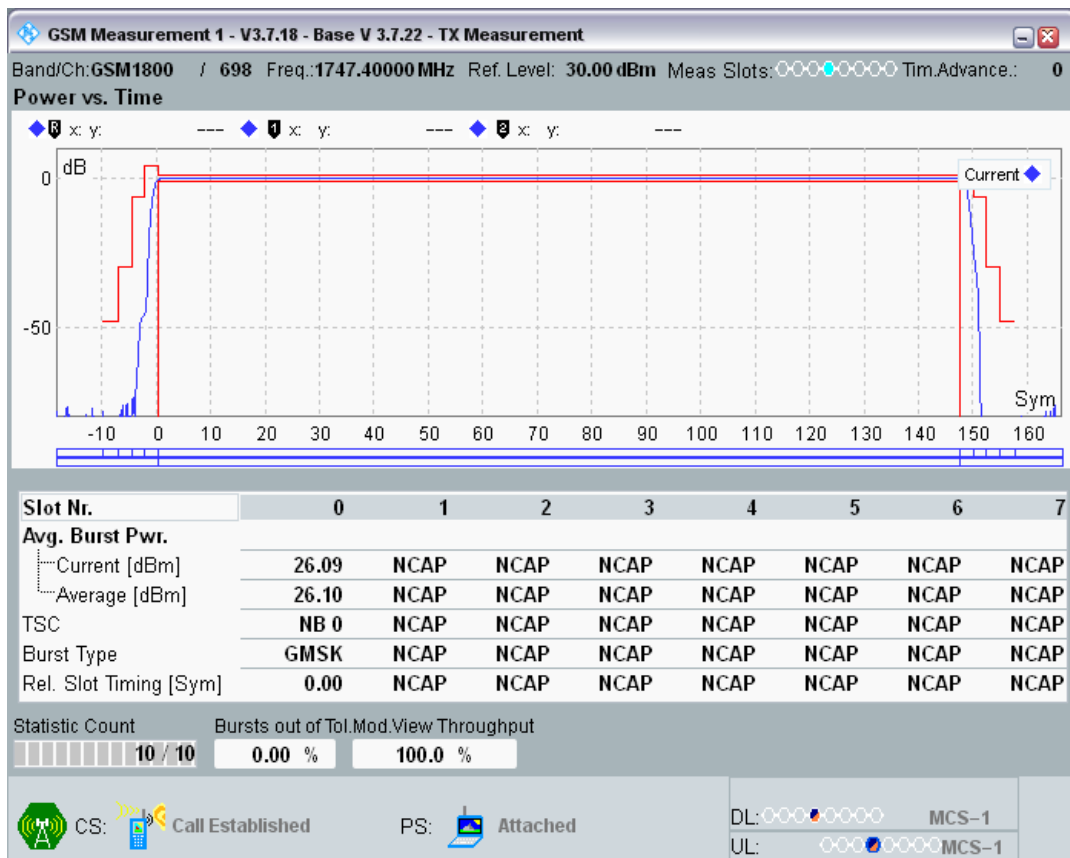 GSM Measurement 1 - V3.7.18 - Base V 3.7.22 - TX Measurement
Band/Ch:GSM1800 / 698 Freq.:1747.40000 MHz Ref. Level: 30.00 dBm Meas Slots: Tim.Advance.: 0
Power vs. Time
R x: y: --- 1 x: y: --- 2 x: y: ---
dB
0
Current
-50
Sym
-10 0 10 20 30 40 50 60 70 80 90 100 110 120 130 140 150 160
Slot Nr. 0 1 2 3 4 5 6 7
Avg. Burst Pwr.
Current [dBm] 26.09 NCAP NCAP NCAP NCAP NCAP NCAP NCAP
Average [dBm] 26.10 NCAP NCAP NCAP NCAP NCAP NCAP NCAP
TSC NB 0 NCAP NCAP NCAP NCAP NCAP NCAP NCAP
Burst Type GMSK NCAP NCAP NCAP NCAP NCAP NCAP NCAP
Rel. Slot Timing [Sym] 0.00 NCAP NCAP NCAP NCAP NCAP NCAP NCAP
Statistic Count Bursts out of Tol.Mod.View Throughput
10 / 10 0.00 % 100.0 %
CS: Call Established PS: Attached
DL: MCS-1
UL: MCS-1